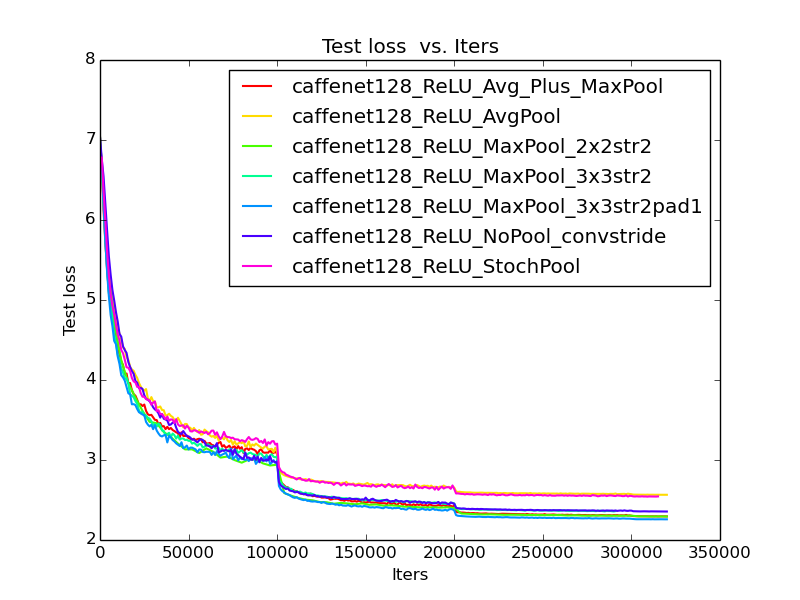 Test loss  vs. Iters
8
caffenet128_ReLU_Avg_Plus_MaxPool
caffenet128_ReLU_AvgPool
caffenet128_ReLU_MaxPool_2x2str2
caffenet128_ReLU_MaxPool_3x3str2
caffenet128_ReLU_MaxPool_3x3str2pad1
caffenet128_ReLU_NoPool_convstride
caffenet128_ReLU_StochPool
7
6
5
4
3
2
Test loss
0 50000 100000 150000 200000 250000 300000 350000
Iters